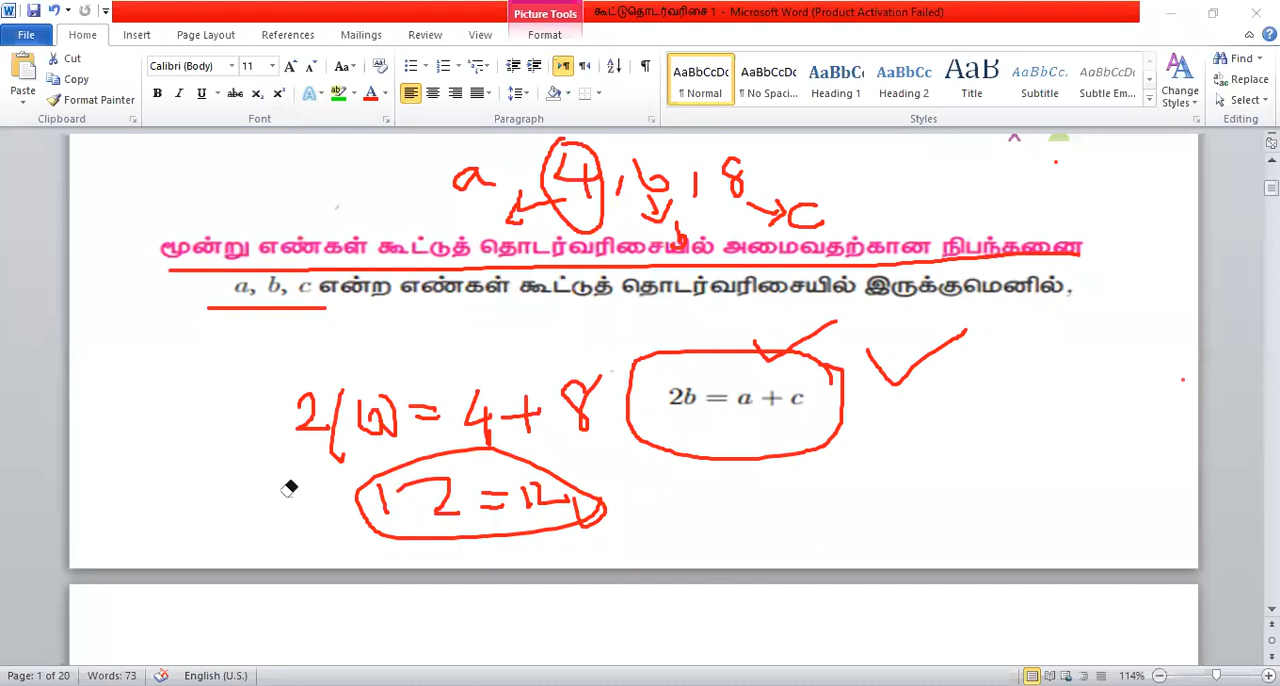 Picture Tools
கூட்டுதொடர்வரிசை 1 - Microsoft Word (Product Activation Failed)
File Home Insert Page Layout References Mailings Review View Format
Cut
Copy
Format Painter
Paste
Calibri (Body) 11
AaBbCcDc AaBbCcDc AaBbCc AaBbCc AaB AaBbCcL AaBbCcDc
¶ Normal ¶ No Spaci... Heading 1 Heading 2 Title Subtitle Subtle Em...
Change Styles
Find
Replace
Select
Clipboard Font Paragraph Styles Editing
a 4, 6, 8
b c
மூன்று எண்கள் கூட்டுத் தொடர்வரிசையில் அமைவதற்கான நிபந்தனை
a, b, c என்ற எண்கள் கூட்டுத் தொடர்வரிசையில் இருக்குமெனில்,
2b = a + c
= 4 + 8
12 = 12
Page: 1 of 20 Words: 73 English (U.S.) 114%